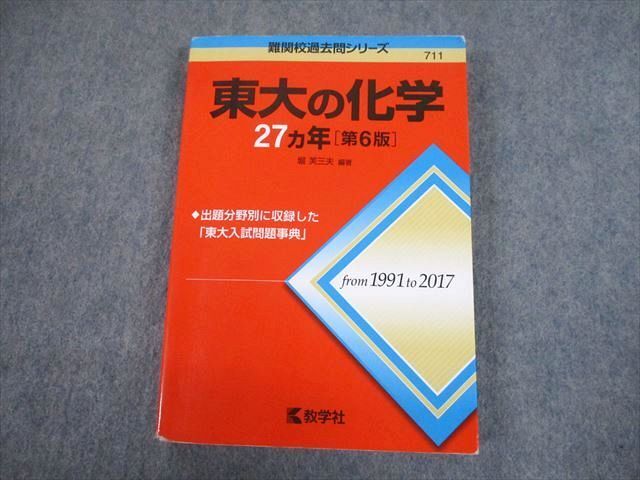 難関校過去問シリーズ
711
東大の化学
27カ年[第6版]
堀 芙三夫 編著
◆出題分野別に収録した
「東大入試問題事典」
from 1991 to 2017
教学社